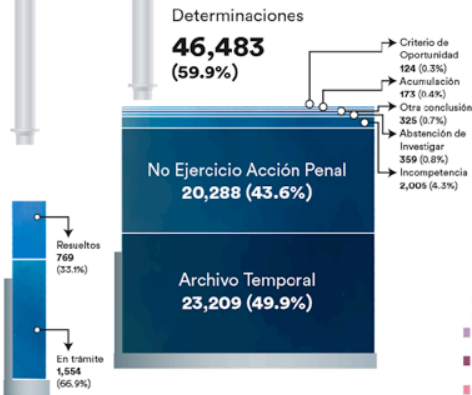 Determinaciones
46,483
(59.9%)
Criterio de
Oportunidad
124 (0.3%)
Acumulación
173 (0.4%)
Otra conclusión
325 (0.7%)
Abstención de
Investigar
359 (0.8%)
Incompetencia
2,005 (4.3%)
No Ejercicio Acción Penal
20,288 (43.6%)
Archivo Temporal
23,209 (49.9%)
Resueltos
769
(33.1%)
En trámite
1,554
(66.9%)